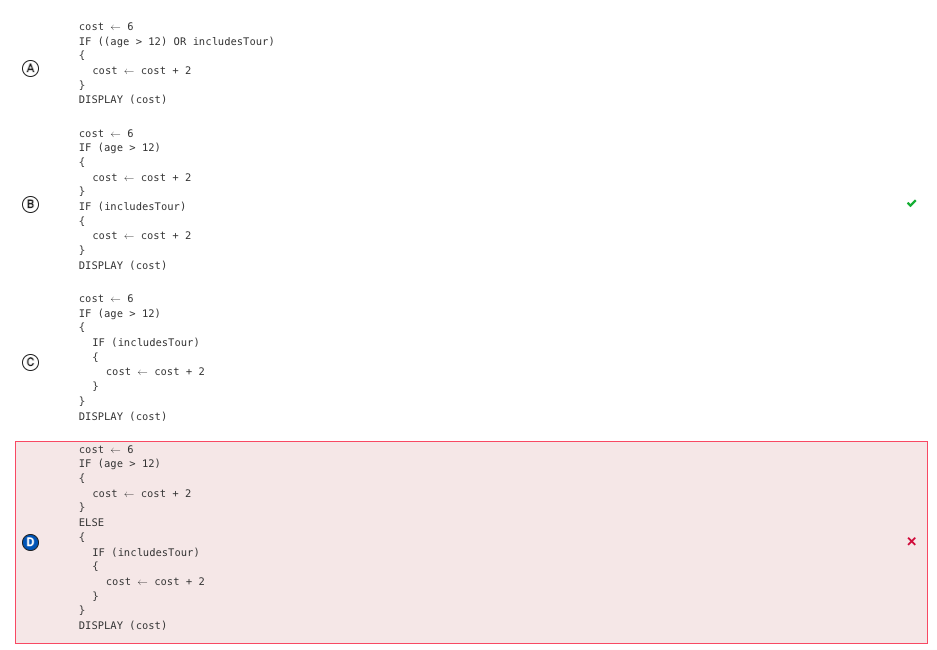 cost ← 6
IF ((age > 12) OR includesTour)
{
cost ← cost + 2
}
DISPLAY (cost)
A
cost ← 6
IF (age > 12)
{
cost ← cost + 2
}
IF (includesTour)
{
cost ← cost + 2
}
DISPLAY (cost)
B
cost ← 6
IF (age > 12)
{
IF (includesTour)
{
cost ← cost + 2
}
}
DISPLAY (cost)
C
cost ← 6
IF (age > 12)
{
cost ← cost + 2
}
ELSE
{
IF (includesTour)
{
cost ← cost + 2
}
}
DISPLAY (cost)
D